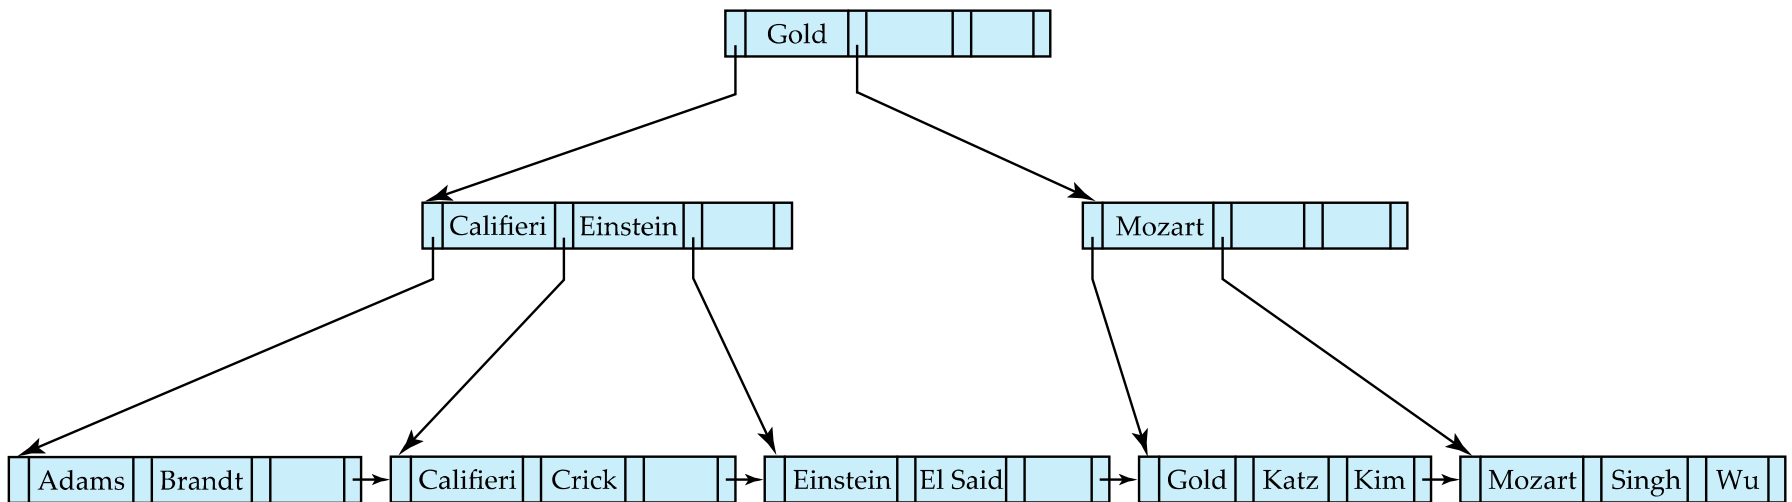 Gold
Califieri Einstein Mozart
Adams Brandt Califieri Crick Einstein El Said Gold Katz Kim Mozart Singh Wu